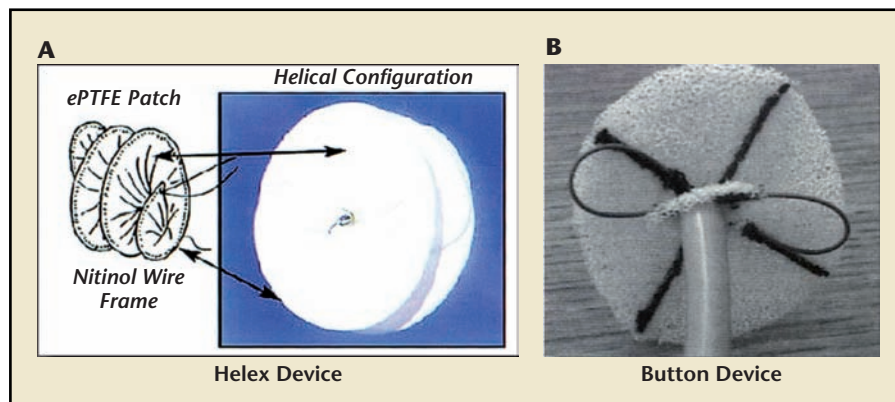 A
B
Helical Configuration
ePTFE Patch
Nitinol Wire
Frame
Helex Device
Button Device